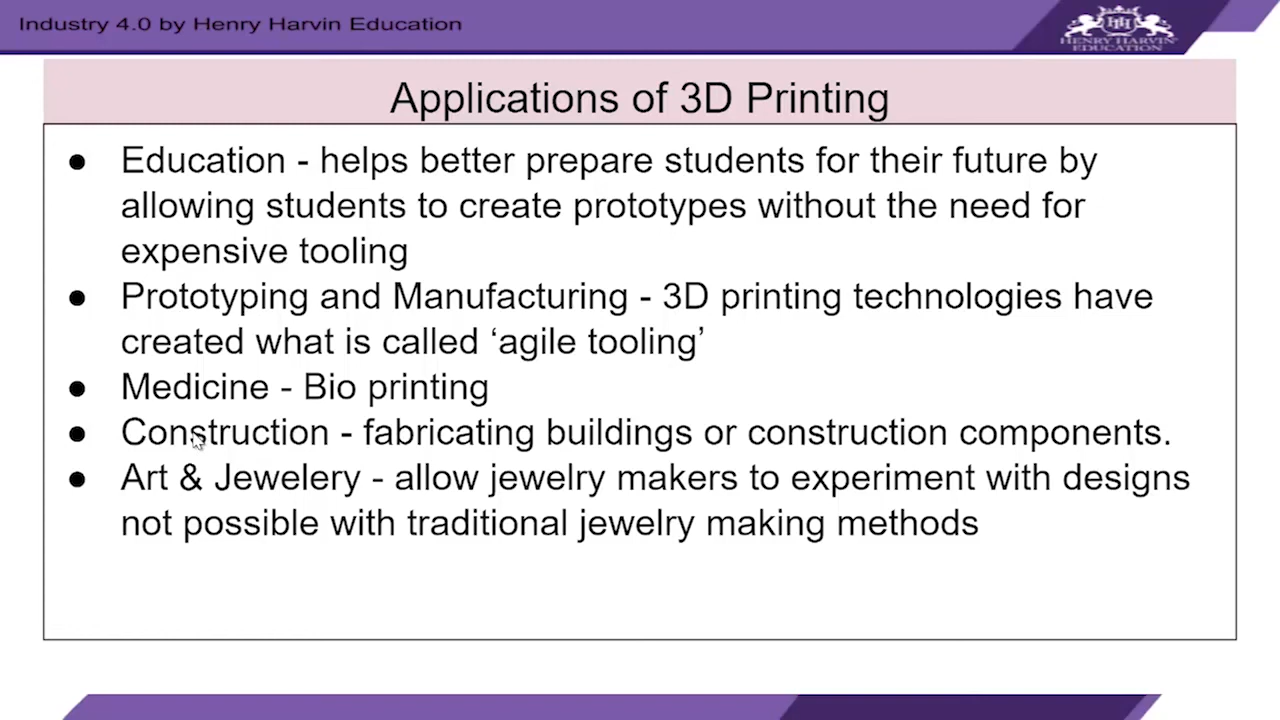 Industry 4.0 by Henry Harvin Education
HENRY HARVIN
EDUCATION
Applications of 3D Printing
● Education - helps better prepare students for their future by
allowing students to create prototypes without the need for
expensive tooling
● Prototyping and Manufacturing - 3D printing technologies have
created what is called ‘agile tooling’
● Medicine - Bio printing
● Construction - fabricating buildings or construction components.
● Art & Jewelery - allow jewelry makers to experiment with designs
not possible with traditional jewelry making methods